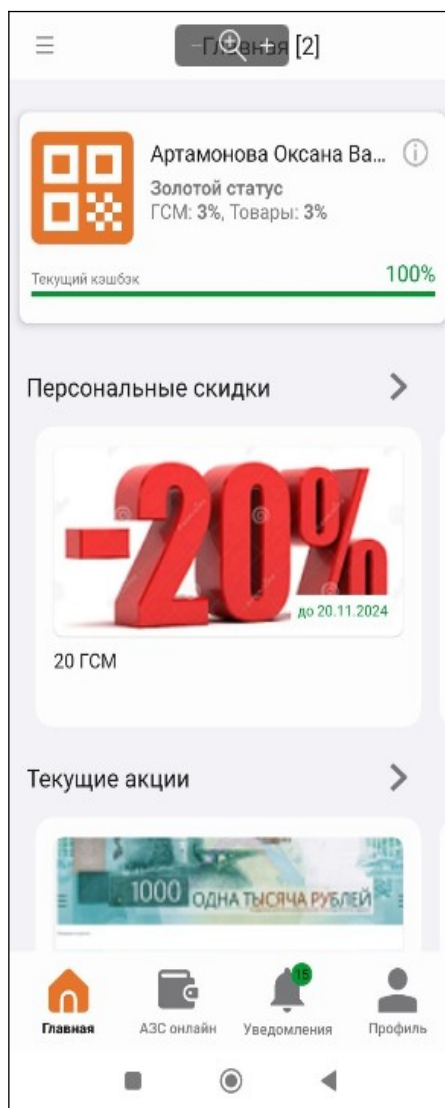 Главная [2]
Артамонова Оксана Ва...
Золотой статус
ГСМ: 3%, Товары: 3%
Текущий кэшбэк
100%
Персональные скидки
-20%
до 20.11.2024
20 ГСМ
Текущие акции
1000 ОДНА ТЫСЯЧА РУБЛЕЙ
15
Главная
АЗС онлайн
Уведомления
Профиль